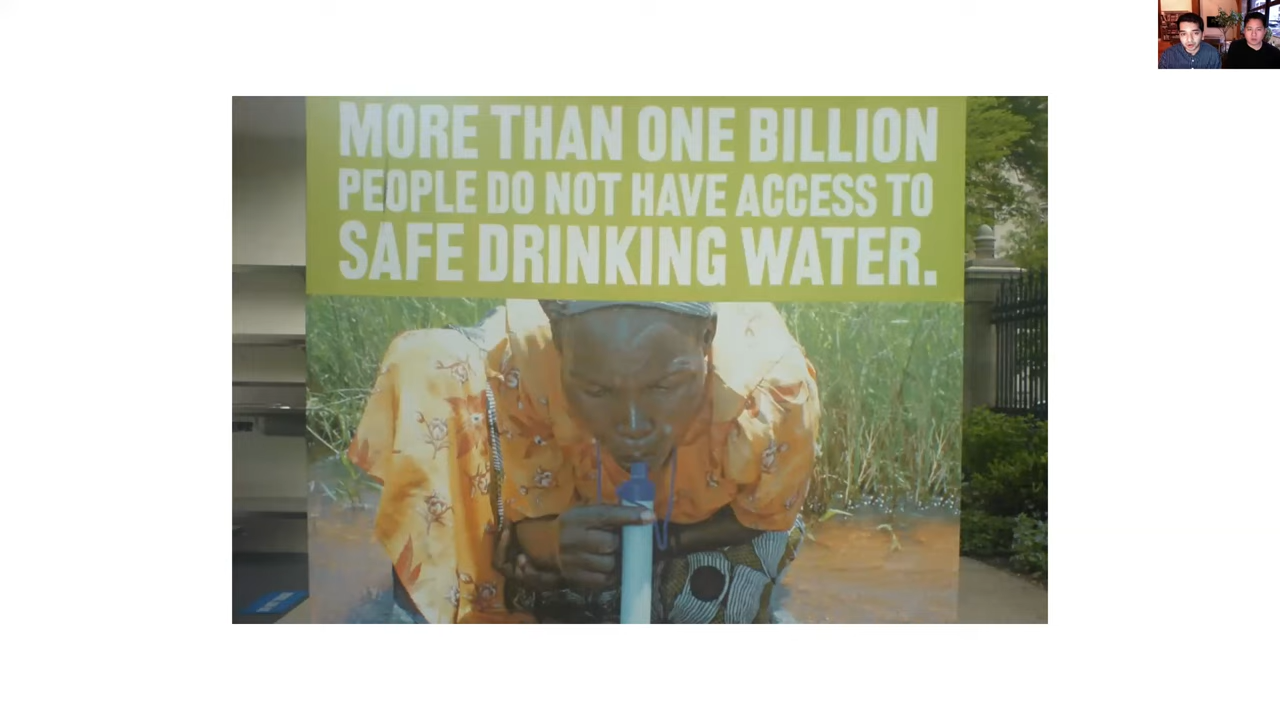 MORE THAN ONE BILLION
PEOPLE DO NOT HAVE ACCESS TO
SAFE DRINKING WATER.